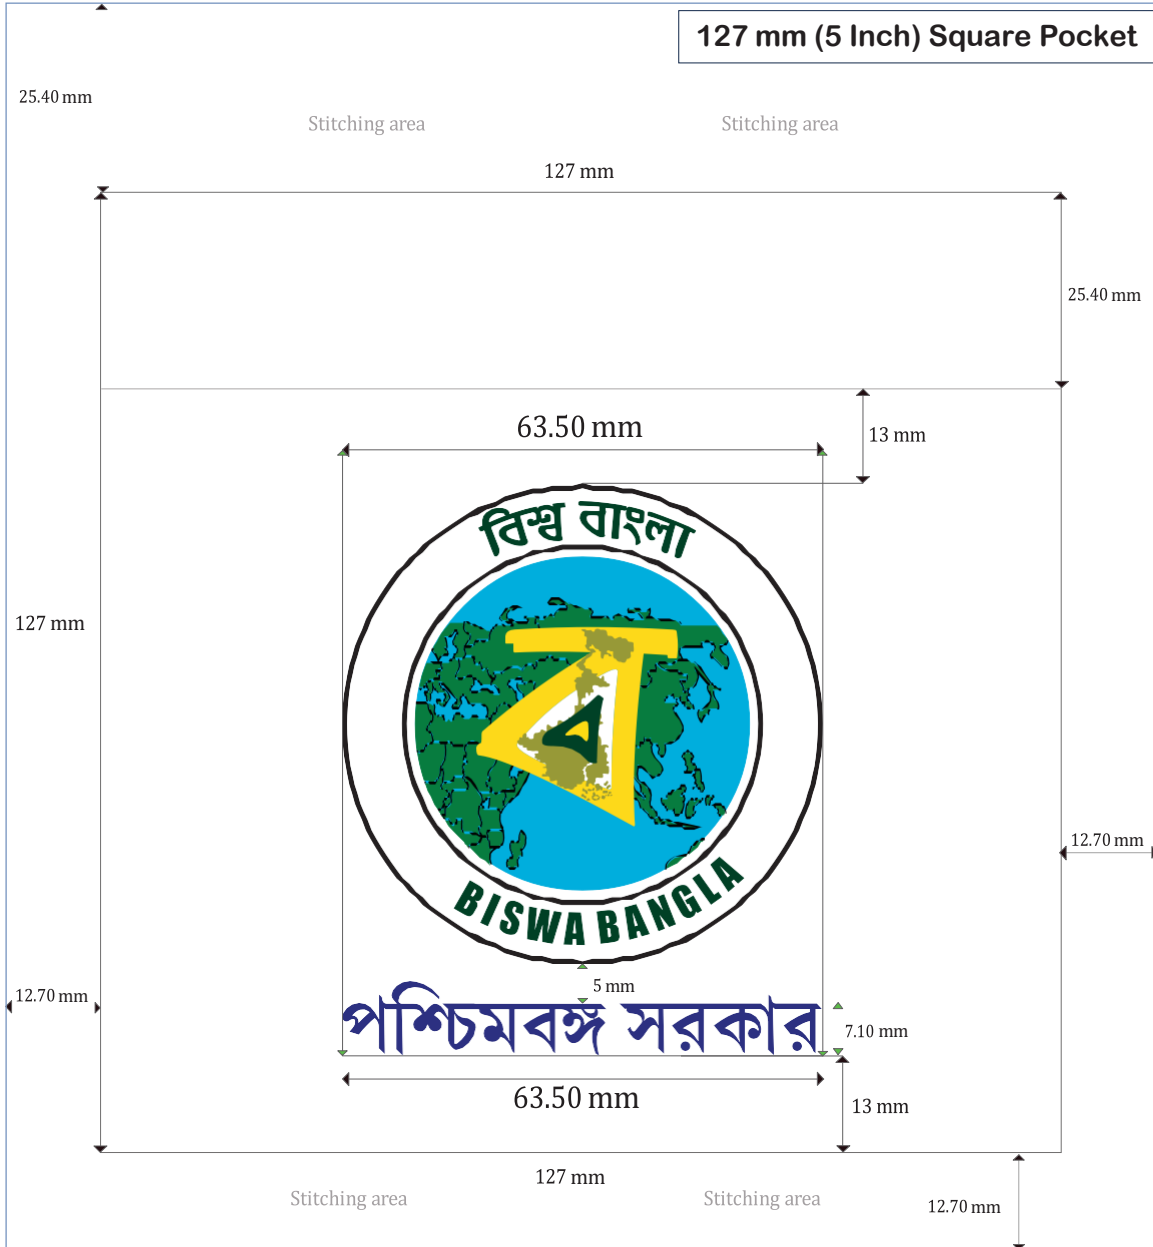 127 mm (5 Inch) Square Pocket
25.40 mm
Stitching area Stitching area
127 mm
25.40 mm
63.50 mm
13 mm
বিশ্ব বাংলা
127 mm
12.70 mm
BISWA BANGLA
5 mm
12.70 mm
পশ্চিমবঙ্গ সরকার
7.10 mm
63.50 mm
13 mm
127 mm
Stitching area Stitching area
12.70 mm